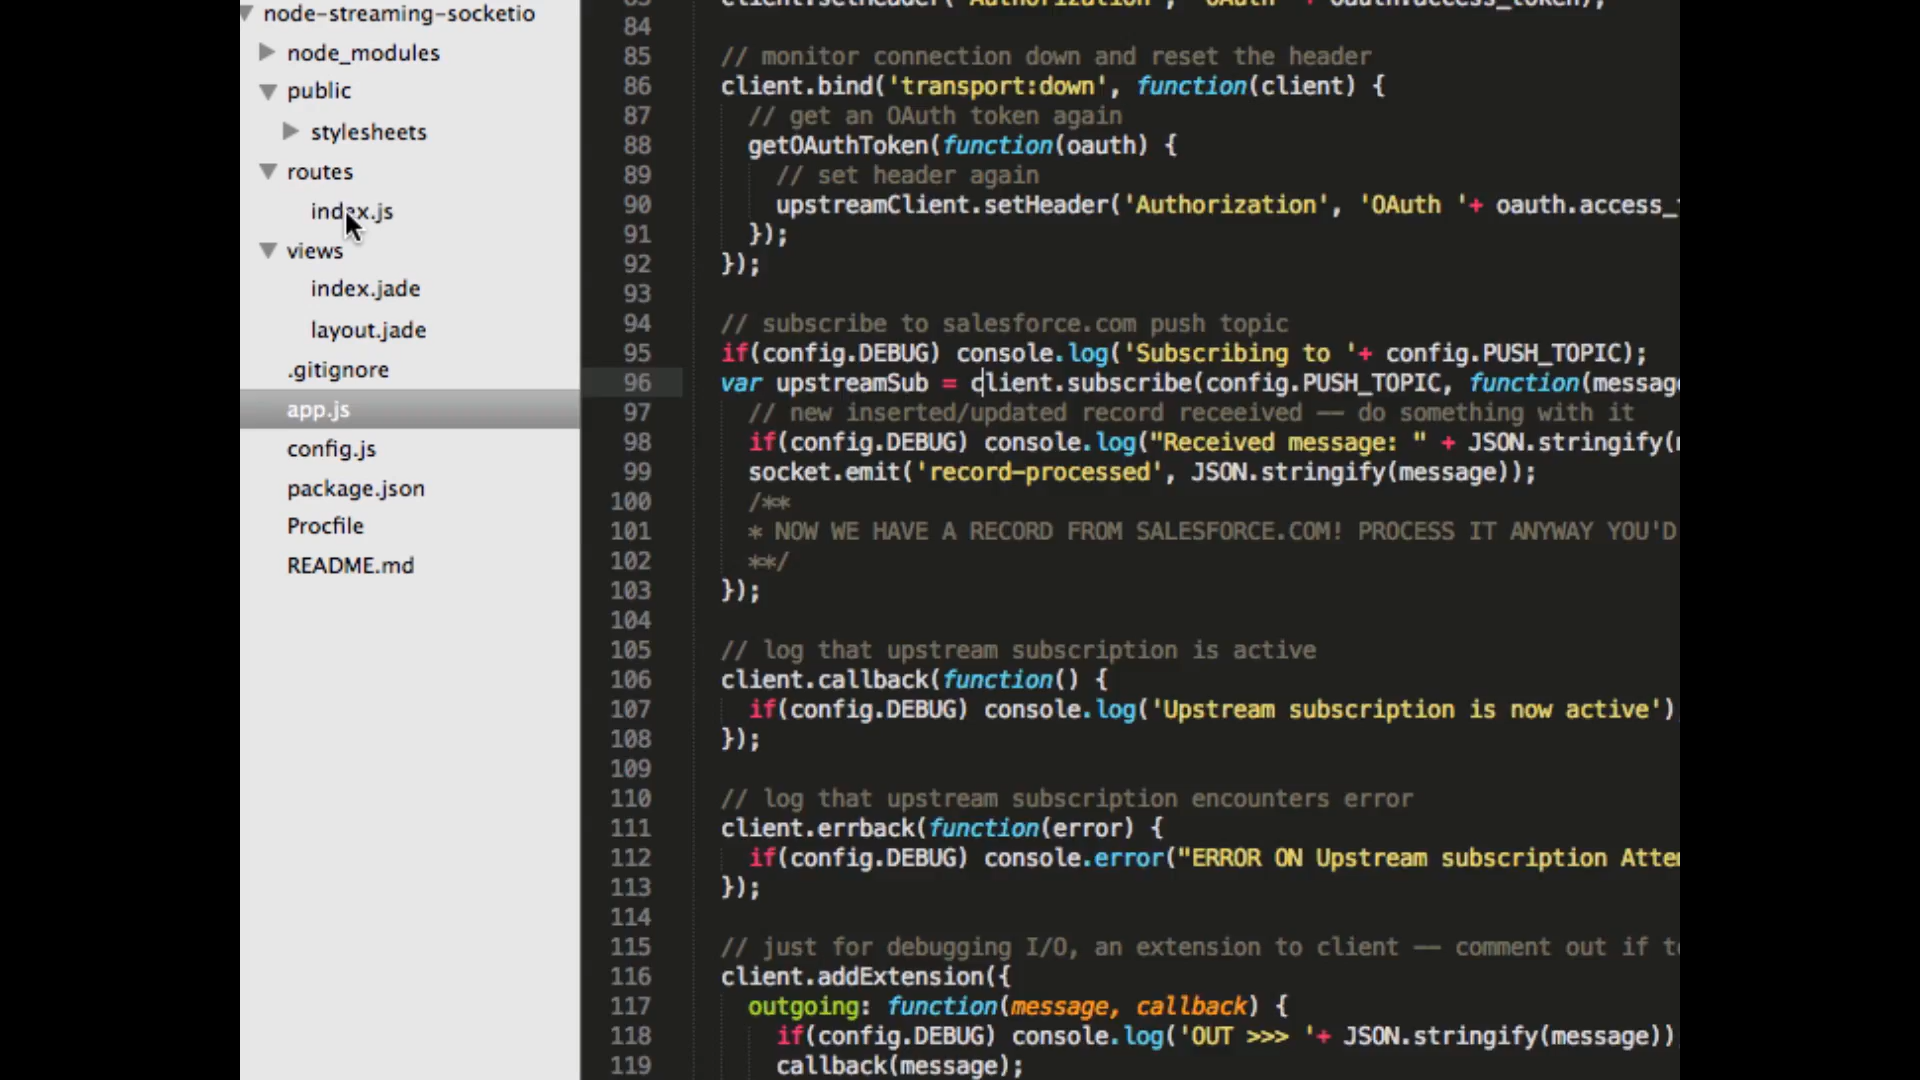 node-streaming-socketio
node_modules
public
stylesheets
routes
index.js
views
index.jade
layout.jade
.gitignore
app.js
config.js
package.json
Procfile
README.md
83 client.setHeader('Authorization', 'OAuth '+ oauth.access_token);
84
85 // monitor connection down and reset the header
86 client.bind('transport:down', function(client) {
87 // get an OAuth token again
88 getOAuthToken(function(oauth) {
89 // set header again
90 upstreamClient.setHeader('Authorization', 'OAuth '+ oauth.access_
91 });
92 });
93
94 // subscribe to salesforce.com push topic
95 if(config.DEBUG) console.log('Subscribing to '+ config.PUSH_TOPIC);
96 var upstreamSub = client.subscribe(config.PUSH_TOPIC, function(messag
97 // new inserted/updated record receeived -- do something with it
98 if(config.DEBUG) console.log("Received message: " + JSON.stringify(
99 socket.emit('record-processed', JSON.stringify(message));
100 /**
101 * NOW WE HAVE A RECORD FROM SALESFORCE.COM! PROCESS IT ANYWAY YOU'D
102 **/
103 });
104
105 // log that upstream subscription is active
106 client.callback(function() {
107 if(config.DEBUG) console.log('Upstream subscription is now active')
108 });
109
110 // log that upstream subscription encounters error
111 client.errback(function(error) {
112 if(config.DEBUG) console.error("ERROR ON Upstream subscription Atte
113 });
114
115 // just for debugging I/O, an extension to client -- comment out if t
116 client.addExtension({
117 outgoing: function(message, callback) {
118 if(config.DEBUG) console.log('OUT >>> '+ JSON.stringify(message))
119 callback(message);